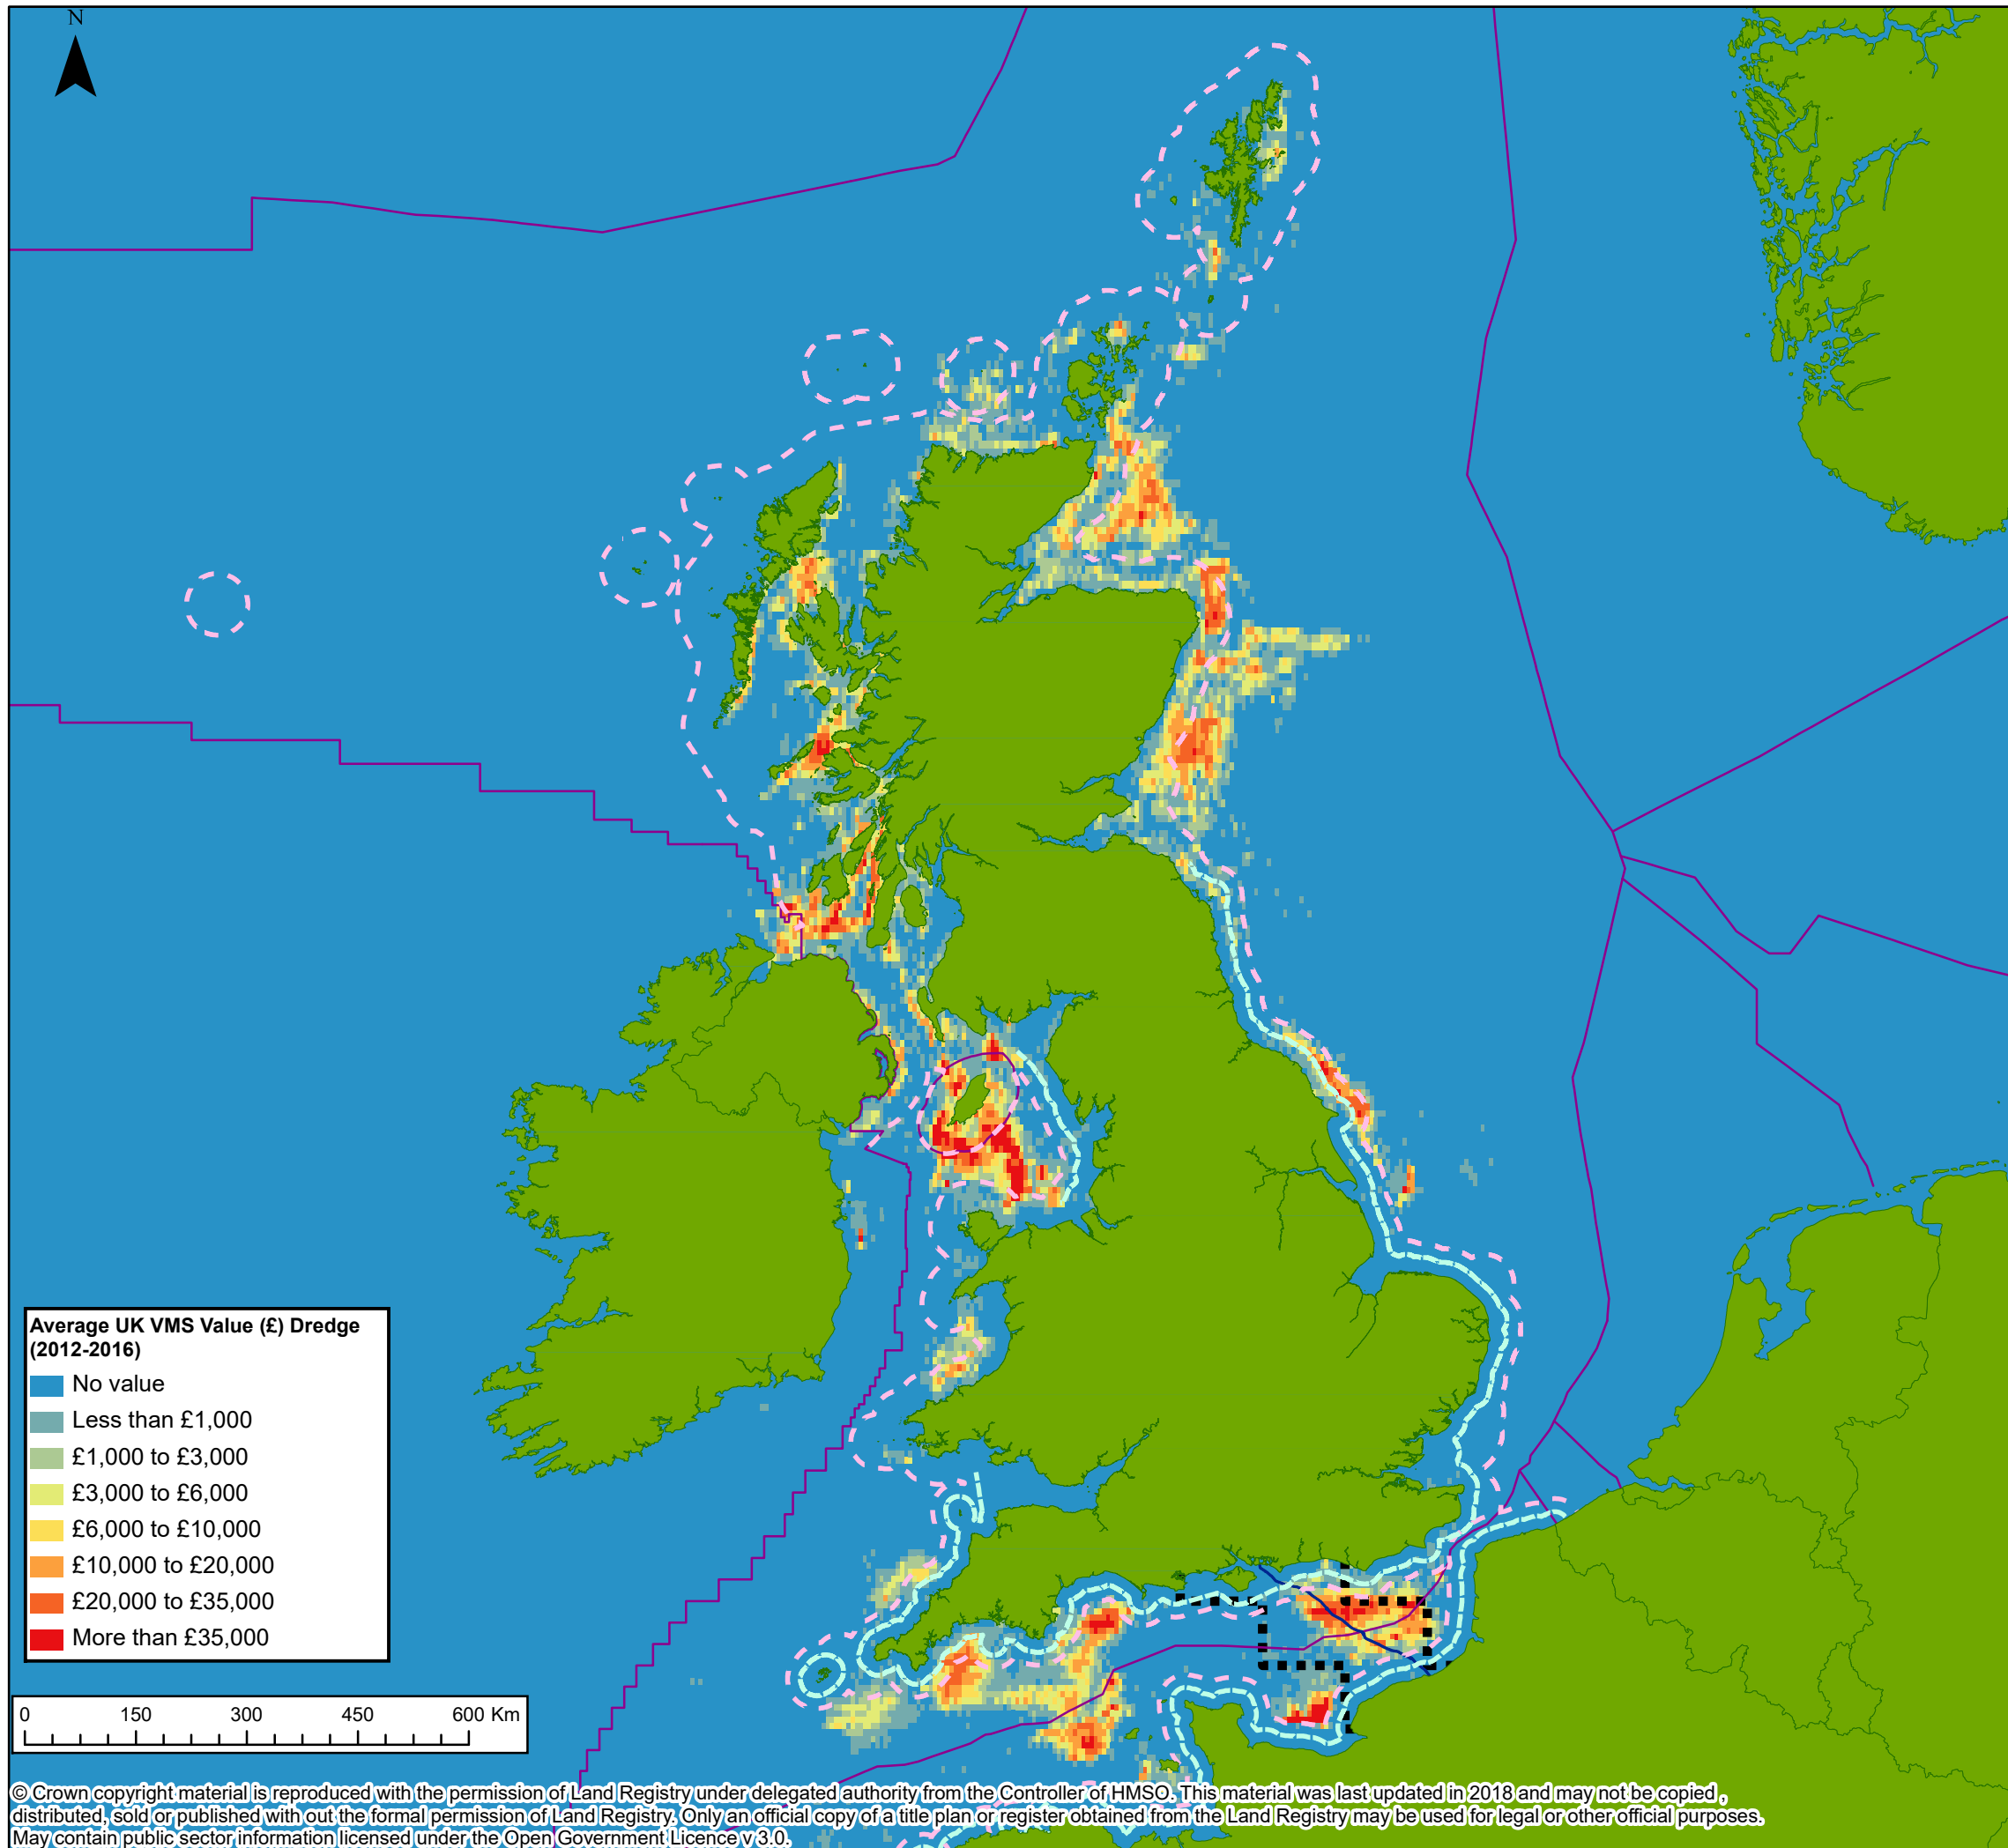 N
Average UK VMS Value (£) Dredge
(2012-2016)
No value
Less than £1,000
£1,000 to £3,000
£3,000 to £6,000
£6,000 to £10,000
£10,000 to £20,000
£20,000 to £35,000
More than £35,000
0 150 300 450 600 Km
© Crown copyright material is reproduced with the permission of Land Registry under delegated authority from the Controller of HMSO. This material was last updated in 2018 and may not be copied ,
distributed, sold or published with out the formal permission of Land Registry. Only an official copy of a title plan or register obtained from the Land Registry may be used for legal or other official purposes.
May contain public sector information licensed under the Open Government Licence v 3.0.